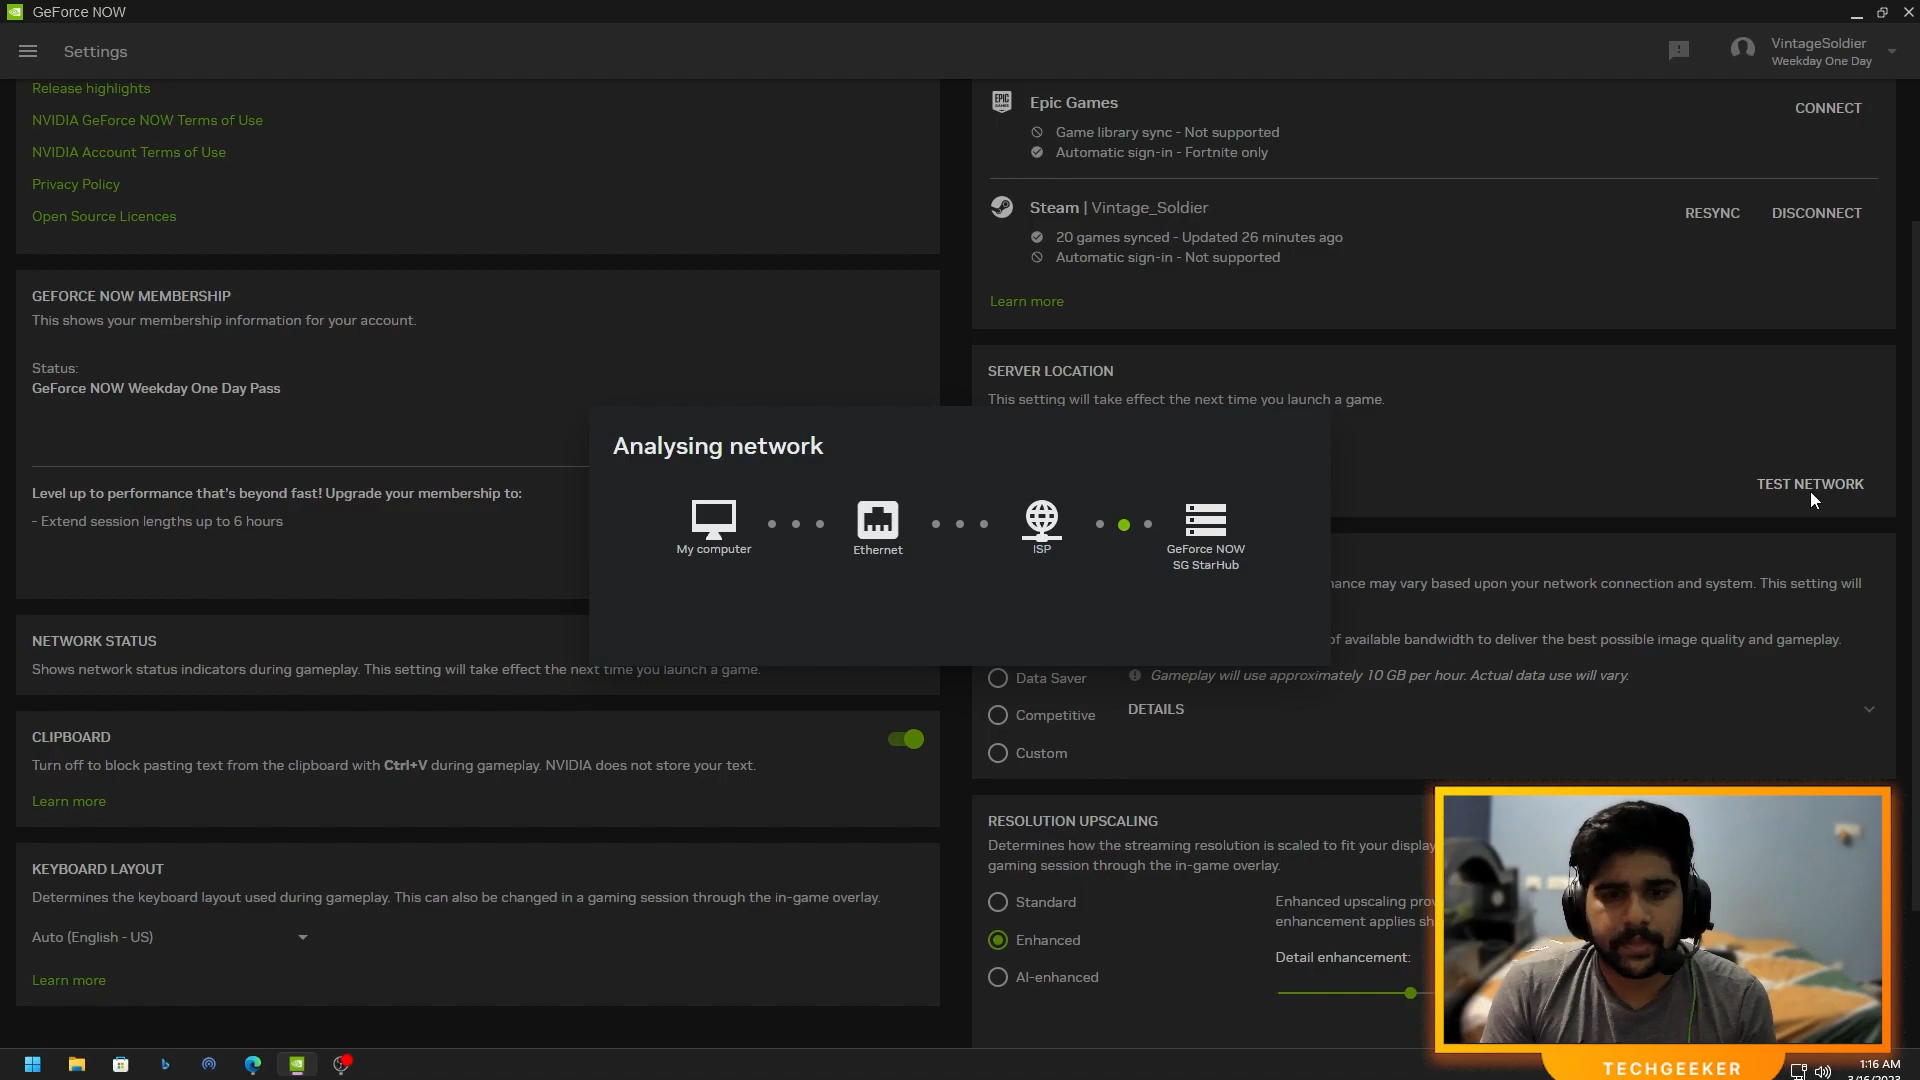 GeForce NOW
Settings
VintageSoldier
Weekday One Day
Release highlights
NVIDIA GeForce NOW Terms of Use
NVIDIA Account Terms of Use
Privacy Policy
Open Source Licences
GEFORCE NOW MEMBERSHIP
This shows your membership information for your account.
Status:
GeForce NOW Weekday One Day Pass
Level up to performance that's beyond fast! Upgrade your membership to:
- Extend session lengths up to 6 hours
NETWORK STATUS
Shows network status indicators during gameplay. This setting will take effect the next time you launch a game.
CLIPBOARD
Turn off to block pasting text from the clipboard with Ctrl+V during gameplay. NVIDIA does not store your text.
Learn more
KEYBOARD LAYOUT
Determines the keyboard layout used during gameplay. This can also be changed in a gaming session through the in-game overlay.
Auto (English - US)
Learn more
EPIC GAMES
Epic Games
CONNECT
Game library sync - Not supported
Automatic sign-in - Fortnite only
Steam | Vintage_Soldier
RESYNC DISCONNECT
20 games synced - Updated 26 minutes ago
Automatic sign-in - Not supported
Learn more
SERVER LOCATION
This setting will take effect the next time you launch a game.
TEST NETWORK
Analysing network
My computer
Ethernet
ISP
GeForce NOW
SG StarHub
mance may vary based upon your network connection and system. This setting will
of available bandwidth to deliver the best possible image quality and gameplay.
Data Saver
Gameplay will use approximately 10 GB per hour. Actual data use will vary.
Competitive
DETAILS
Custom
RESOLUTION UPSCALING
Determines how the streaming resolution is scaled to fit your display
gaming session through the in-game overlay.
Standard
Enhanced
AI-enhanced
Enhanced upscaling prov
enhancement applies sh
Detail enhancement:
TECHGEEKER
1:16 AM
3/16/2023